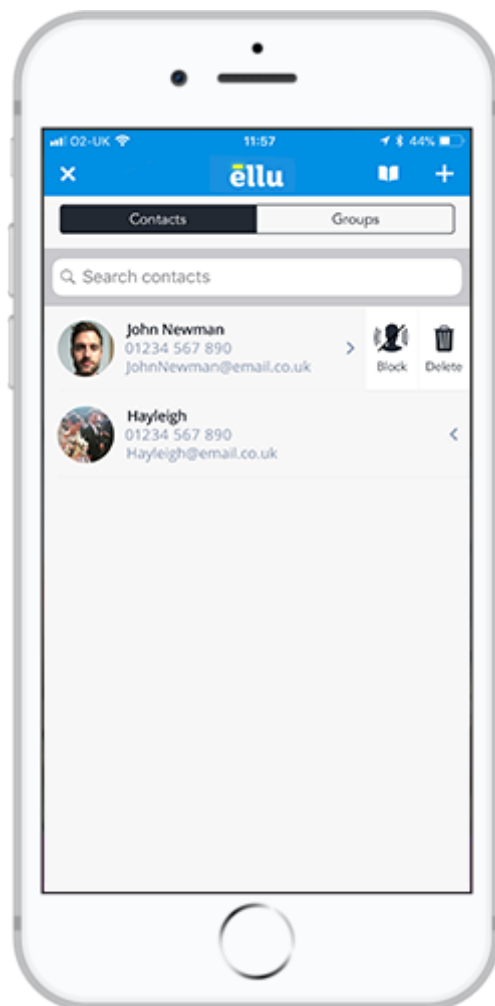 O2-UK 11:57 44%
ēllu
Contacts Groups
Search contacts
John Newman
01234 567 890
JohnNewman@email.co.uk
Block Delete
Hayleigh
01234 567 890
Hayleigh@email.co.uk